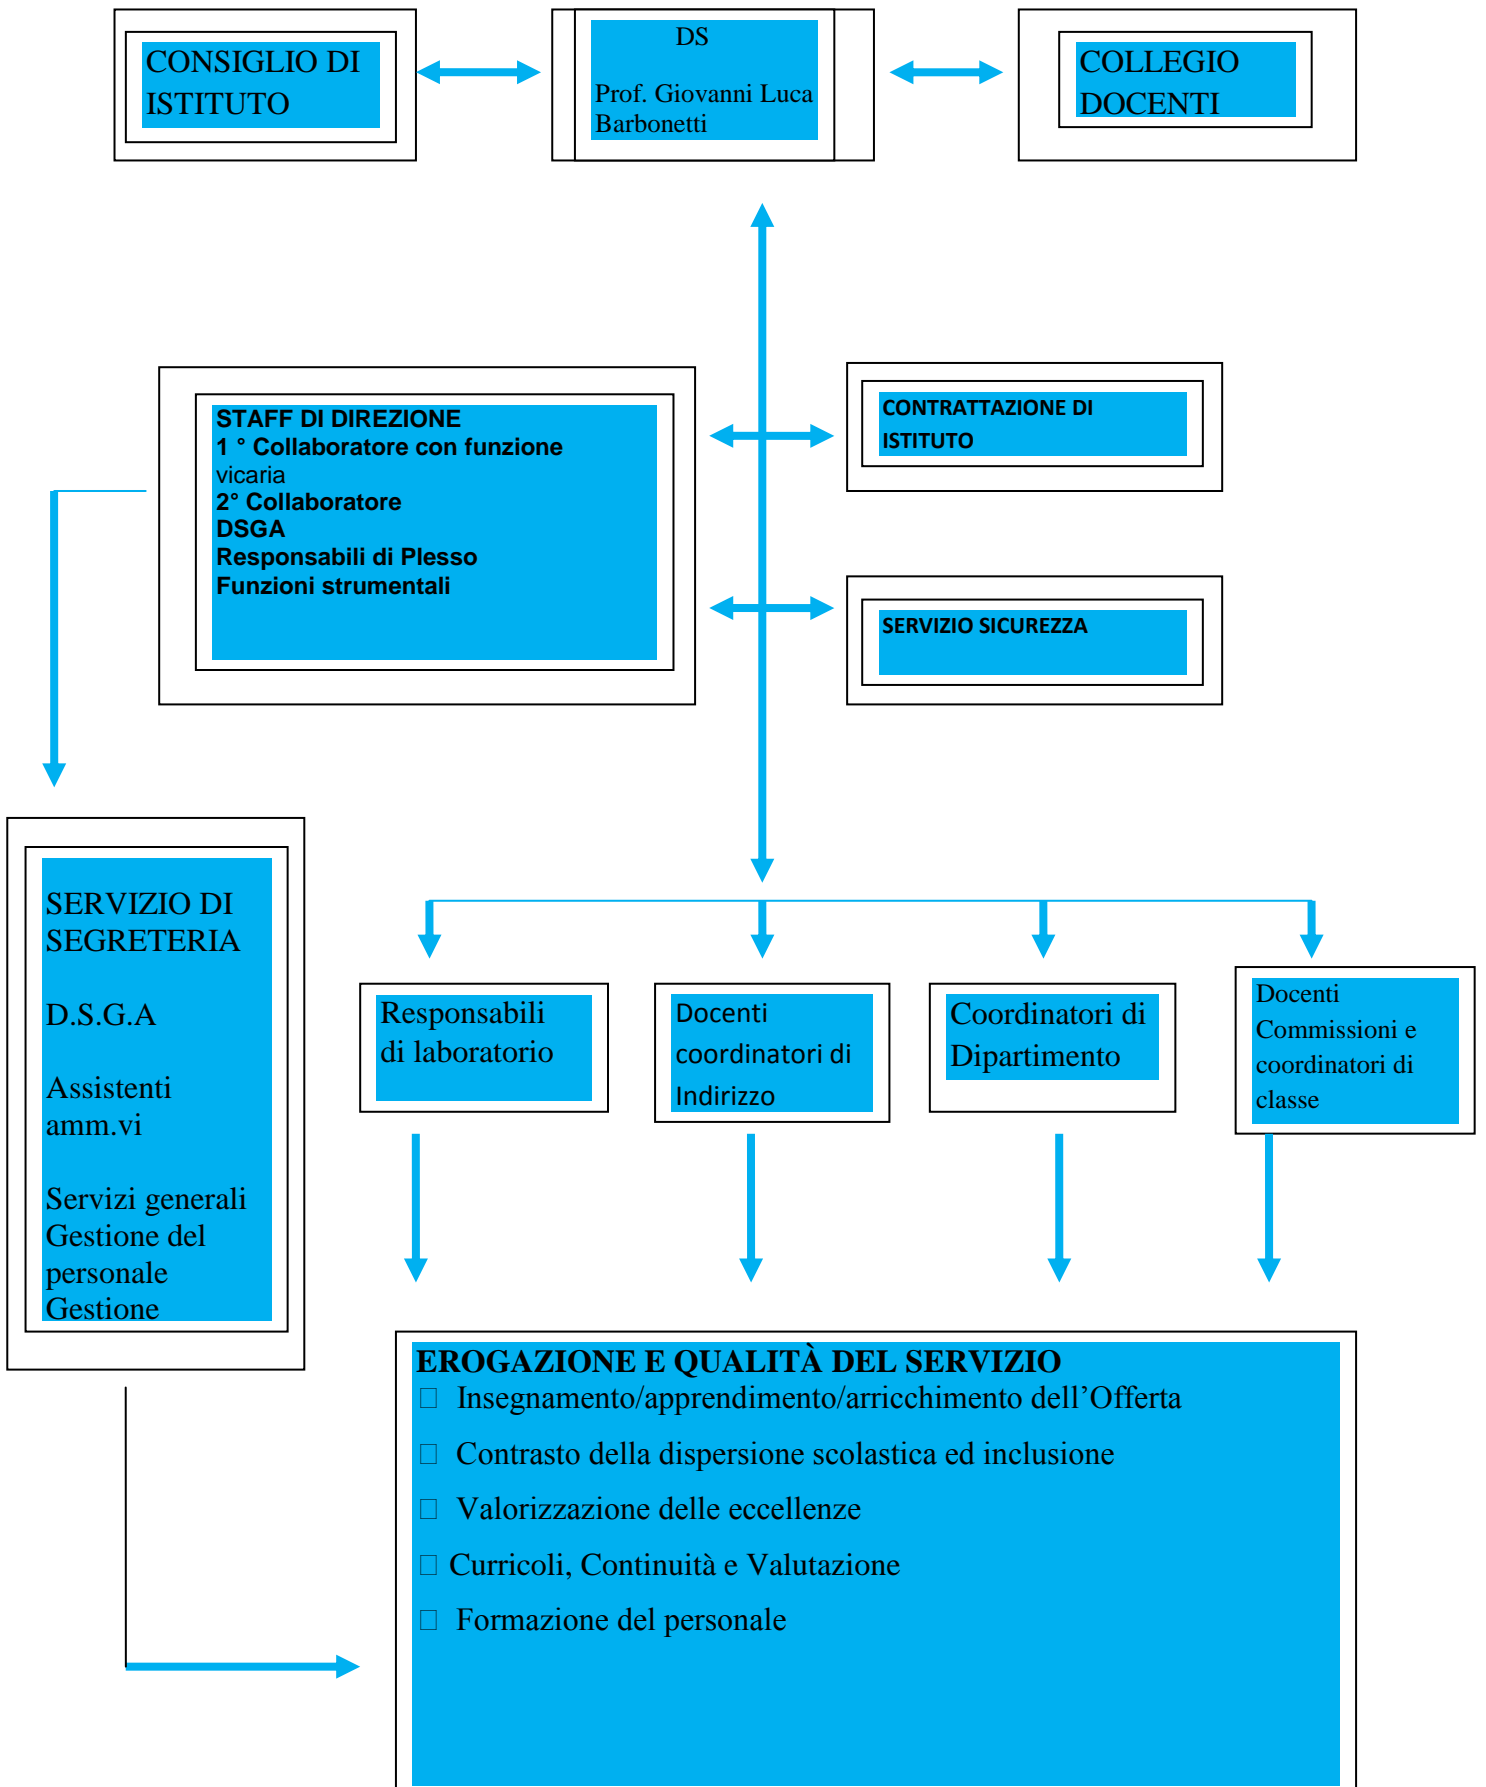 CONSIGLIO DI
ISTITUTO
DS
Prof. Giovanni Luca
Barbonetti
COLLEGIO
DOCENTI
STAFF DI DIREZIONE
1 ° Collaboratore con funzione
vicaria
2° Collaboratore
DSGA
Responsabili di Plesso
Funzioni strumentali
CONTRATTAZIONE DI
ISTITUTO
SERVIZIO SICUREZZA
SERVIZIO DI
SEGRETERIA
D.S.G.A
Assistenti
amm.vi
Servizi generali
Gestione del
personale
Gestione
Responsabili
di laboratorio
Docenti
coordinatori di
Indirizzo
Coordinatori di
Dipartimento
Docenti
Commissioni e
coordinatori di
classe
EROGAZIONE E QUALITÀ DEL SERVIZIO
Insegnamento/apprendimento/arricchimento dell’Offerta
Contrasto della dispersione scolastica ed inclusione
Valorizzazione delle eccellenze
Curricoli, Continuità e Valutazione
Formazione del personale